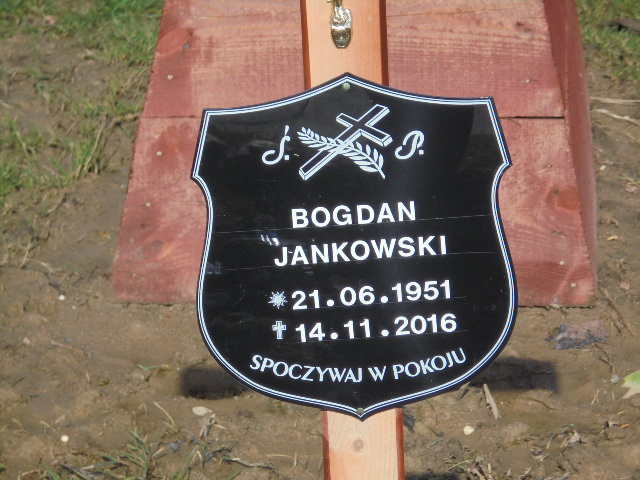 Ś. P.
BOGDAN
JANKOWSKI
21.06.1951
14.11.2016
SPOCZYWAJ W POKOJU